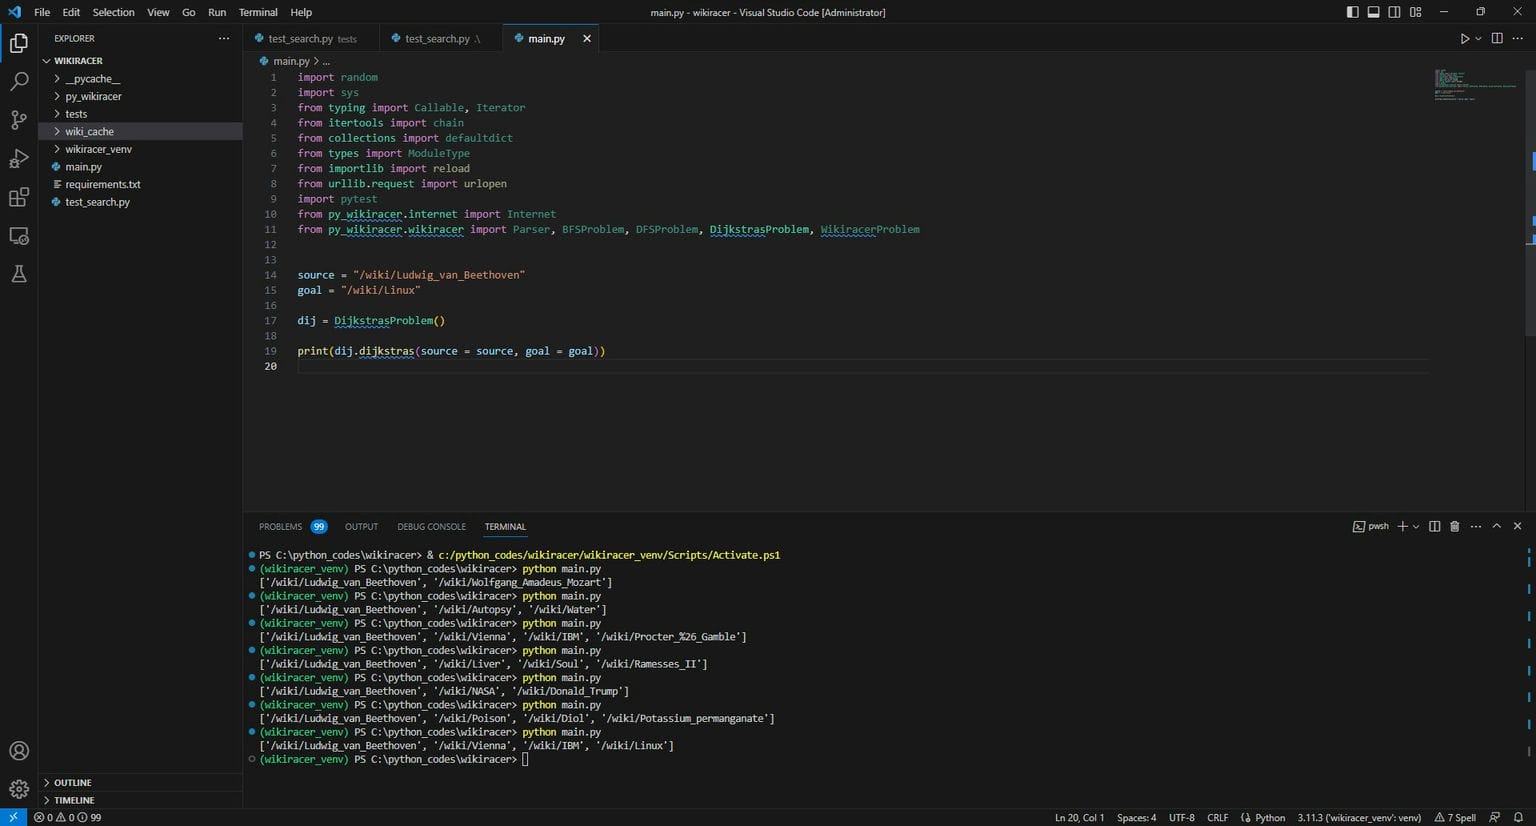 File Edit Selection View Go Run Terminal Help
main.py - wikiracer - Visual Studio Code [Administrator]
EXPLORER
WIKIRACER
__pycache__
py_wikiracer
tests
wiki_cache
wikiracer_venv
main.py
requirements.txt
test_search.py
OUTLINE
TIMELINE
test_search.py tests
test_search.py .\
main.py
main.py > ...
1 import random
2 import sys
3 from typing import Callable, Iterator
4 from itertools import chain
5 from collections import defaultdict
6 from types import ModuleType
7 from importlib import reload
8 from urllib.request import urlopen
9 import pytest
10 from py_wikiracer.internet import Internet
11 from py_wikiracer.wikiracer import Parser, BFSProblem, DFSProblem, DijkstrasProblem, WikiracerProblem
12
13
14 source = "/wiki/Ludwig_van_Beethoven"
15 goal = "/wiki/Linux"
16
17 dij = DijkstrasProblem()
18
19 print(dij.dijkstras(source = source, goal = goal))
20
PROBLEMS 99 OUTPUT DEBUG CONSOLE TERMINAL
pwsh
PS C:\python_codes\wikiracer> & c:/python_codes/wikiracer/wikiracer_venv/Scripts/Activate.ps1
(wikiracer_venv) PS C:\python_codes\wikiracer> python main.py
['/wiki/Ludwig_van_Beethoven', '/wiki/Wolfgang_Amadeus_Mozart']
(wikiracer_venv) PS C:\python_codes\wikiracer> python main.py
['/wiki/Ludwig_van_Beethoven', '/wiki/Autopsy', '/wiki/Water']
(wikiracer_venv) PS C:\python_codes\wikiracer> python main.py
['/wiki/Ludwig_van_Beethoven', '/wiki/Vienna', '/wiki/IBM', '/wiki/Procter_%26_Gamble']
(wikiracer_venv) PS C:\python_codes\wikiracer> python main.py
['/wiki/Ludwig_van_Beethoven', '/wiki/Liver', '/wiki/Soul', '/wiki/Ramesses_II']
(wikiracer_venv) PS C:\python_codes\wikiracer> python main.py
['/wiki/Ludwig_van_Beethoven', '/wiki/NASA', '/wiki/Donald_Trump']
(wikiracer_venv) PS C:\python_codes\wikiracer> python main.py
['/wiki/Ludwig_van_Beethoven', '/wiki/Poison', '/wiki/Diol', '/wiki/Potassium_permanganate']
(wikiracer_venv) PS C:\python_codes\wikiracer> python main.py
['/wiki/Ludwig_van_Beethoven', '/wiki/Vienna', '/wiki/IBM', '/wiki/Linux']
(wikiracer_venv) PS C:\python_codes\wikiracer>
0 0 99
Ln 20, Col 1 Spaces: 4 UTF-8 CRLF Python 3.11.3 ('wikiracer_venv': venv) 7 Spell